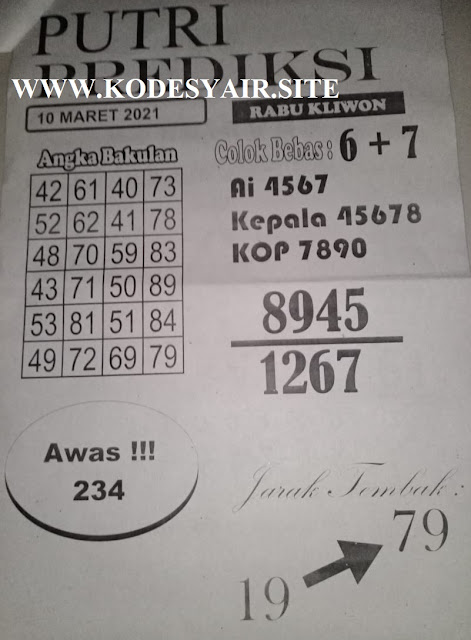 PUTRI
PREDIKSI
WWW.KODESYAIR.SITE
10 MARET 2021
RABU KLIWON
Angka Bakulan
42 61 40 73
52 62 41 78
48 70 59 83
43 71 50 89
53 81 51 84
49 72 69 79
Colok Bebas : 6 + 7
Ai 4567
Kepala 45678
KOP 7890
8945
1267
Awas !!!
234
Jarak Tembak :
79
19